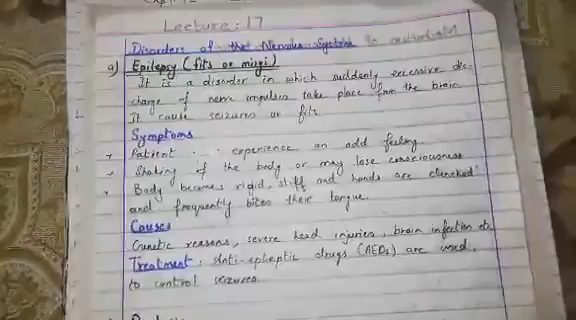 Lecture: 17
Disorders of the Nervous System
a) Epilepsy (fits or mirgi)
It is a disorder in which suddenly excessive dis-
charge of nerve impulses take place from the brain
It cause seizures or fits.
Symptoms
Patient experience an odd feeling.
Shaking of the body or may lose consciousness
Body becomes rigid, stiff and hands are clenched
and frequently bites their tongue.
Causes
Genetic reasons, severe head injuries, brain infection etc
Treatment: Anti-epileptic drugs (AEDs) are used
to control seizures.